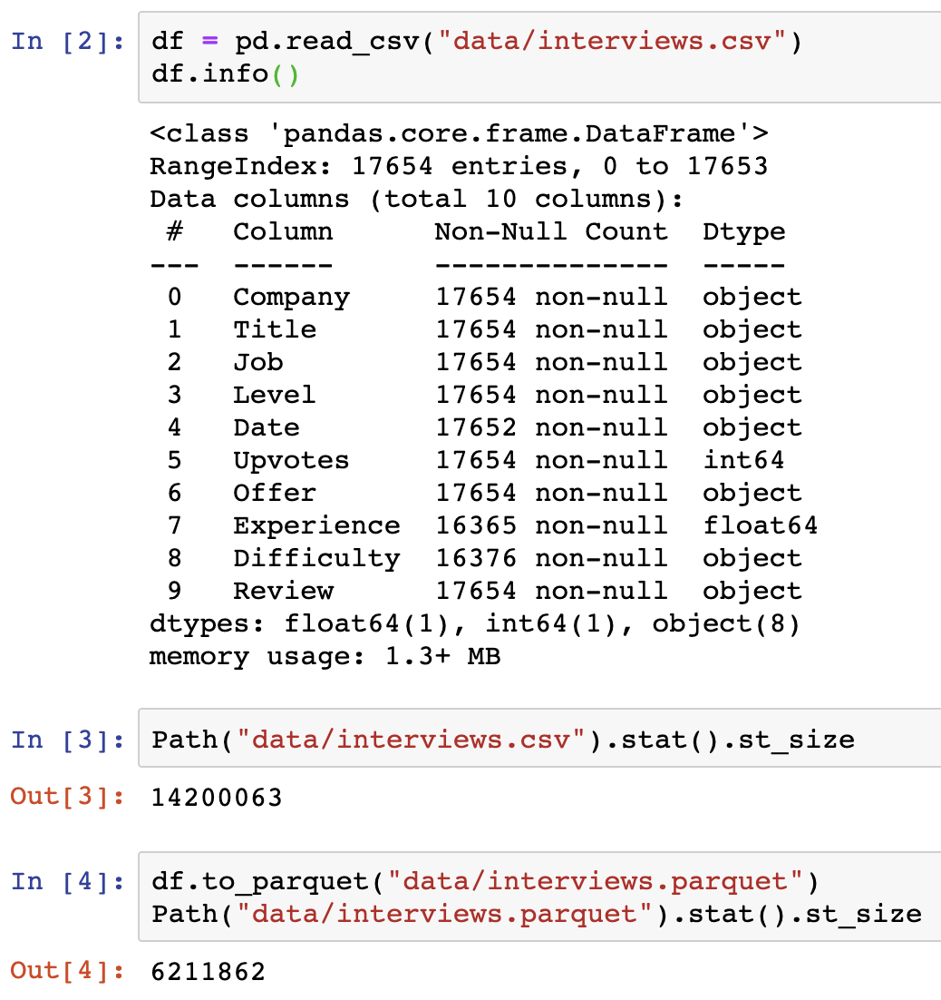 In [2]: df = pd.read_csv("data/interviews.csv")
df.info()
<class 'pandas.core.frame.DataFrame'>
RangeIndex: 17654 entries, 0 to 17653
Data columns (total 10 columns):
 #   Column      Non-Null Count  Dtype
---  ------      --------------  -----
 0   Company     17654 non-null  object
 1   Title       17654 non-null  object
 2   Job         17654 non-null  object
 3   Level       17654 non-null  object
 4   Date        17652 non-null  object
 5   Upvotes     17654 non-null  int64
 6   Offer       17654 non-null  object
 7   Experience  16365 non-null  float64
 8   Difficulty  16376 non-null  object
 9   Review      17654 non-null  object
dtypes: float64(1), int64(1), object(8)
memory usage: 1.3+ MB
In [3]: Path("data/interviews.csv").stat().st_size
Out[3]: 14200063
In [4]: df.to_parquet("data/interviews.parquet")
Path("data/interviews.parquet").stat().st_size
Out[4]: 6211862